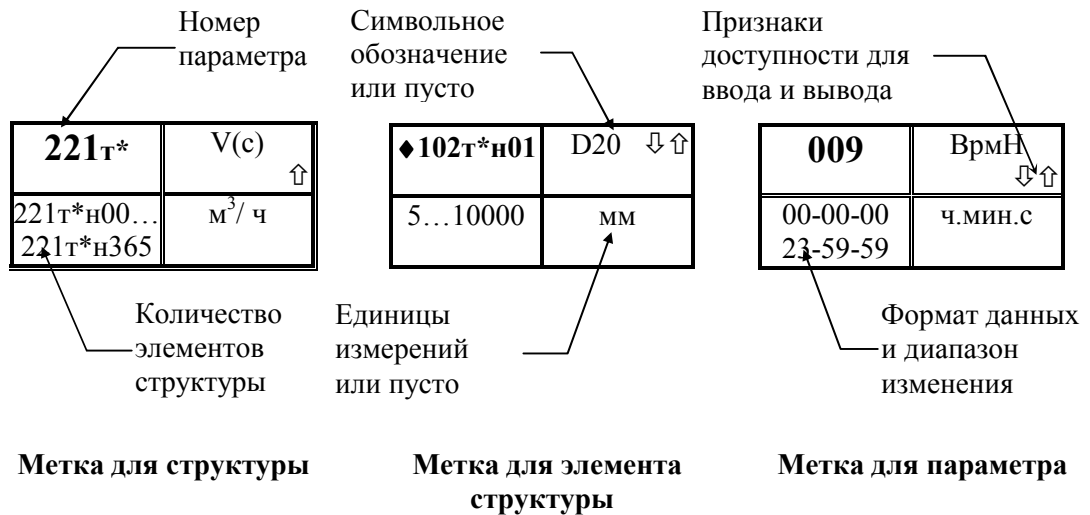 Номер
параметра
Символьное
обозначение
или пусто
Признаки
доступности для
ввода и вывода
221т* V(c)
⇧
221т*н00… м³/ ч
221т*н365
♦102т*н01 D20 ⇩⇧
5…10000 мм
009 ВрмН
⇩⇧
00-00-00 ч.мин.с
23-59-59
Количество
элементов
структуры
Единицы
измерений
или пусто
Формат данных
и диапазон
изменения
Метка для структуры
Метка для элемента
структуры
Метка для параметра